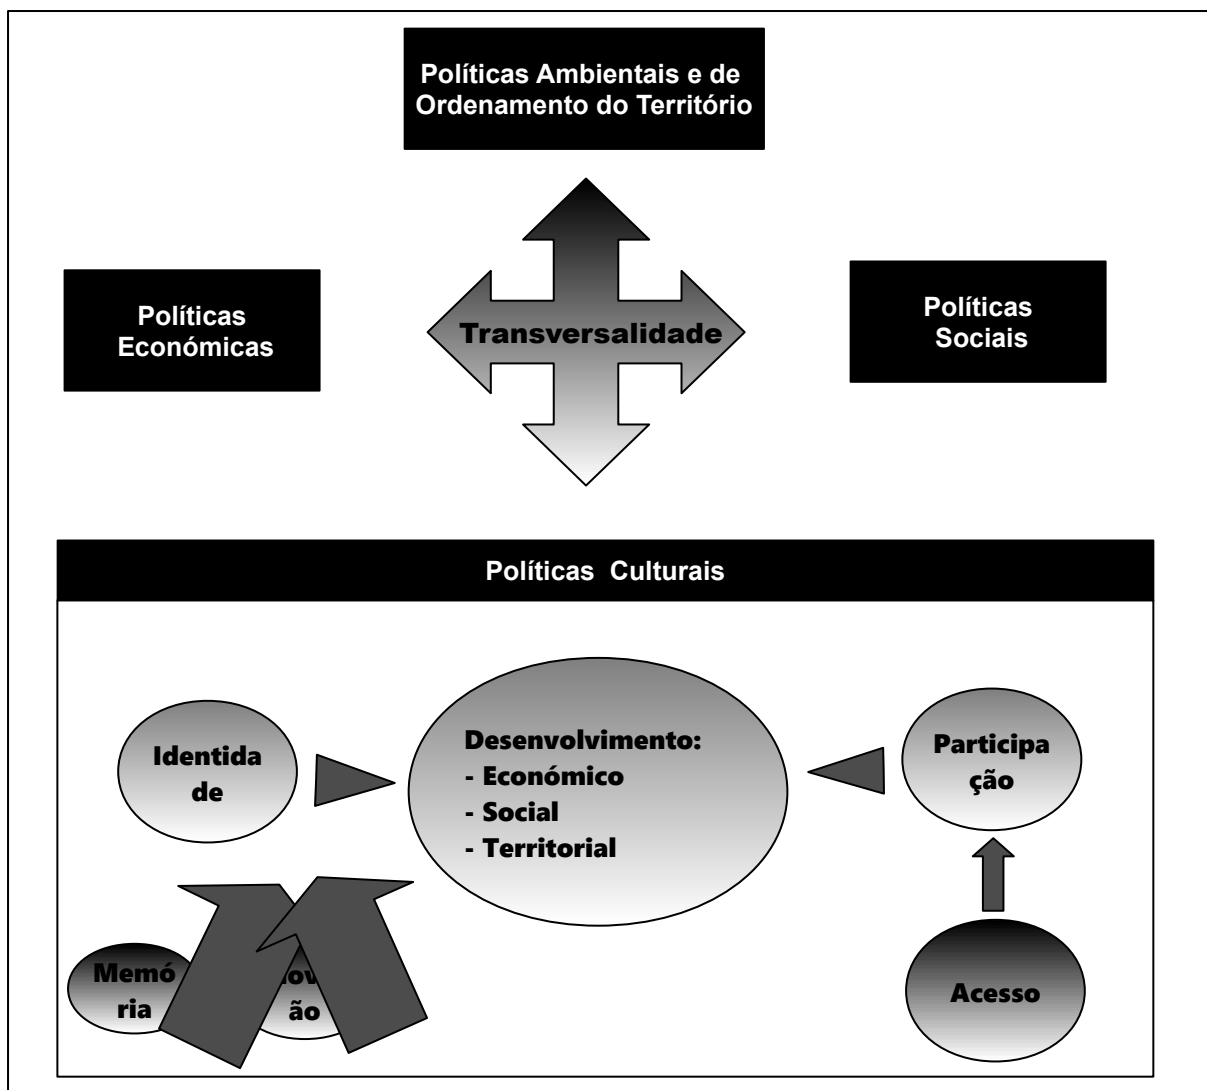 Políticas Ambientais e de
Ordenamento do Território
Políticas
Económicas
Transversalidade
Políticas
Sociais
Políticas Culturais
Identida
de
Desenvolvimento:
- Económico
- Social
- Territorial
Participa
ção
Memó
ria
ão
Acesso